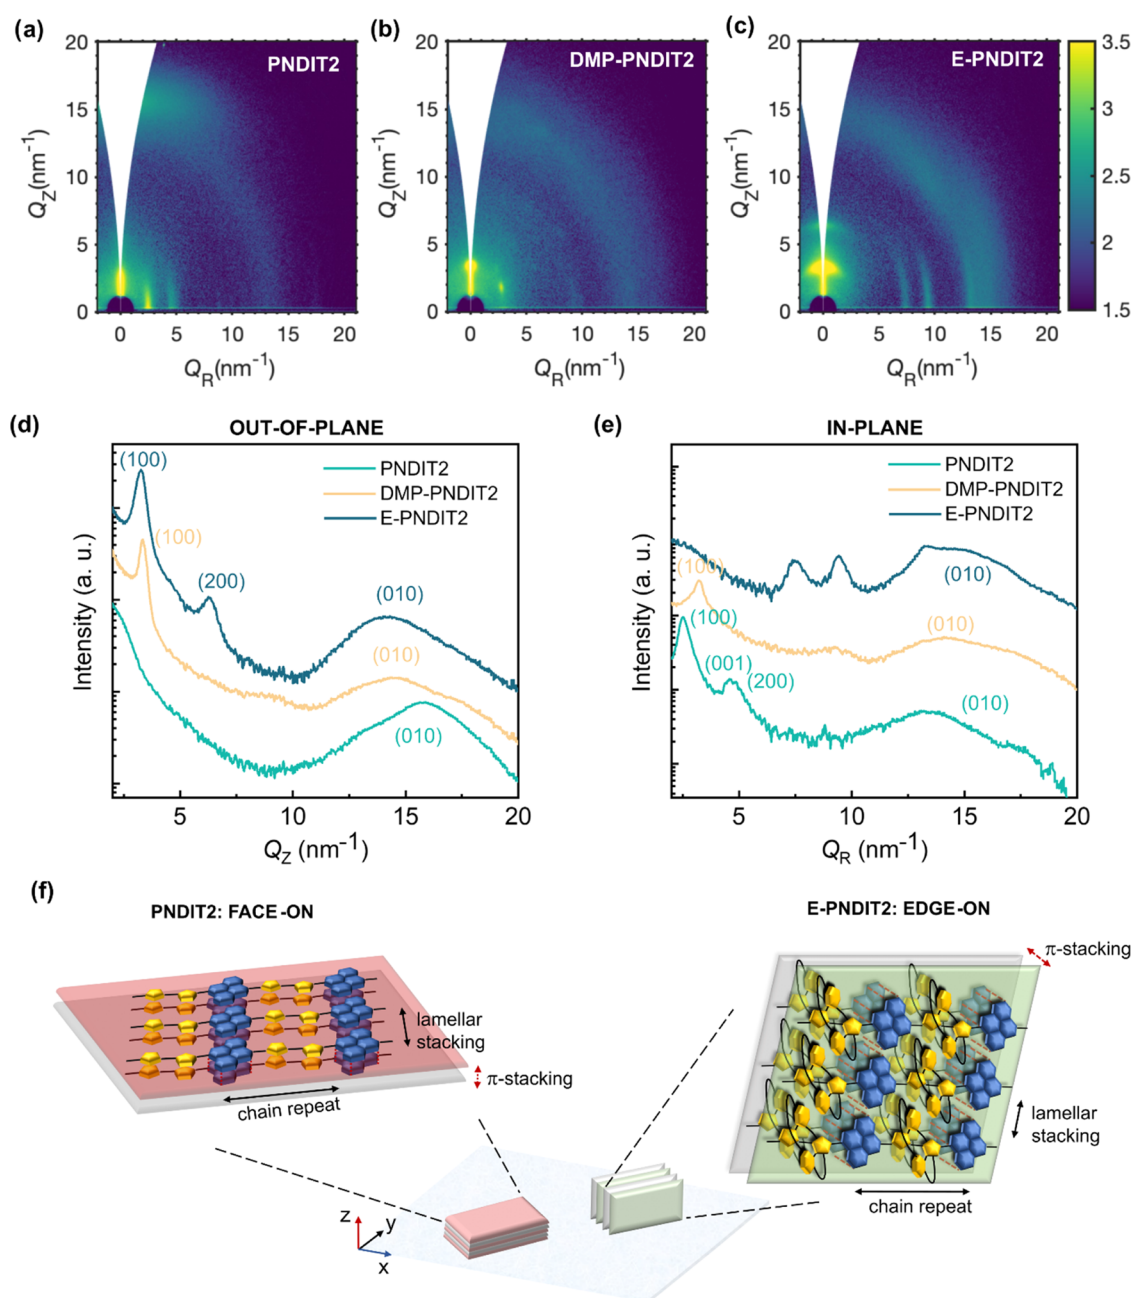 (a)
(b)
(c)
PNDIT2
DMP-PNDIT2
E-PNDIT2
20
15
10
5
0
Q_Z(nm⁻¹)
0 5 10 15 20
Q_R(nm⁻¹)
20
15
10
5
0
Q_Z(nm⁻¹)
0 5 10 15 20
Q_R(nm⁻¹)
20
15
10
5
0
Q_Z(nm⁻¹)
0 5 10 15 20
Q_R(nm⁻¹)
3.5
3
2.5
2
1.5
(d)
OUT-OF-PLANE
PNDIT2
DMP-PNDIT2
E-PNDIT2
(100)
(100)
(200)
(010)
(010)
(010)
Intensity (a. u.)
5 10 15 20
Q_Z (nm⁻¹)
(e)
IN-PLANE
PNDIT2
DMP-PNDIT2
E-PNDIT2
(100)
(010)
(100)
(010)
(001)
(200)
(010)
Intensity (a. u.)
5 10 15 20
Q_R (nm⁻¹)
(f)
PNDIT2: FACE-ON
lamellar
stacking
π-stacking
chain repeat
E-PNDIT2: EDGE-ON
π-stacking
lamellar
stacking
chain repeat
z
y
x